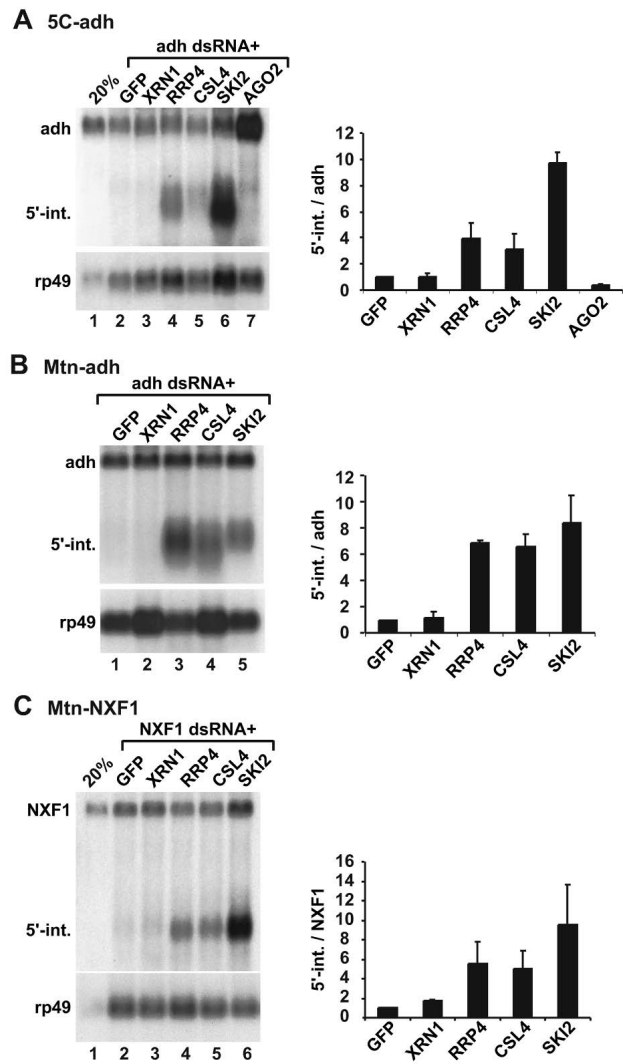 A 5C-adh
adh dsRNA+
20% GFP XRN1 RRP4 CSL4 SKI2 AGO2
adh
5'-int.
rp49
1 2 3 4 5 6 7
5'-int. / adh
12
10
8
6
4
2
0
GFP XRN1 RRP4 CSL4 SKI2 AGO2
B Mtn-adh
adh dsRNA+
GFP XRN1 RRP4 CSL4 SKI2
adh
5'-int.
rp49
1 2 3 4 5
5'-int. / adh
12
10
8
6
4
2
0
GFP XRN1 RRP4 CSL4 SKI2
C Mtn-NXF1
NXF1 dsRNA+
20% GFP XRN1 RRP4 CSL4 SKI2
NXF1
5'-int.
rp49
1 2 3 4 5 6
5'-int. / NXF1
16
14
12
10
8
6
4
2
0
GFP XRN1 RRP4 CSL4 SKI2